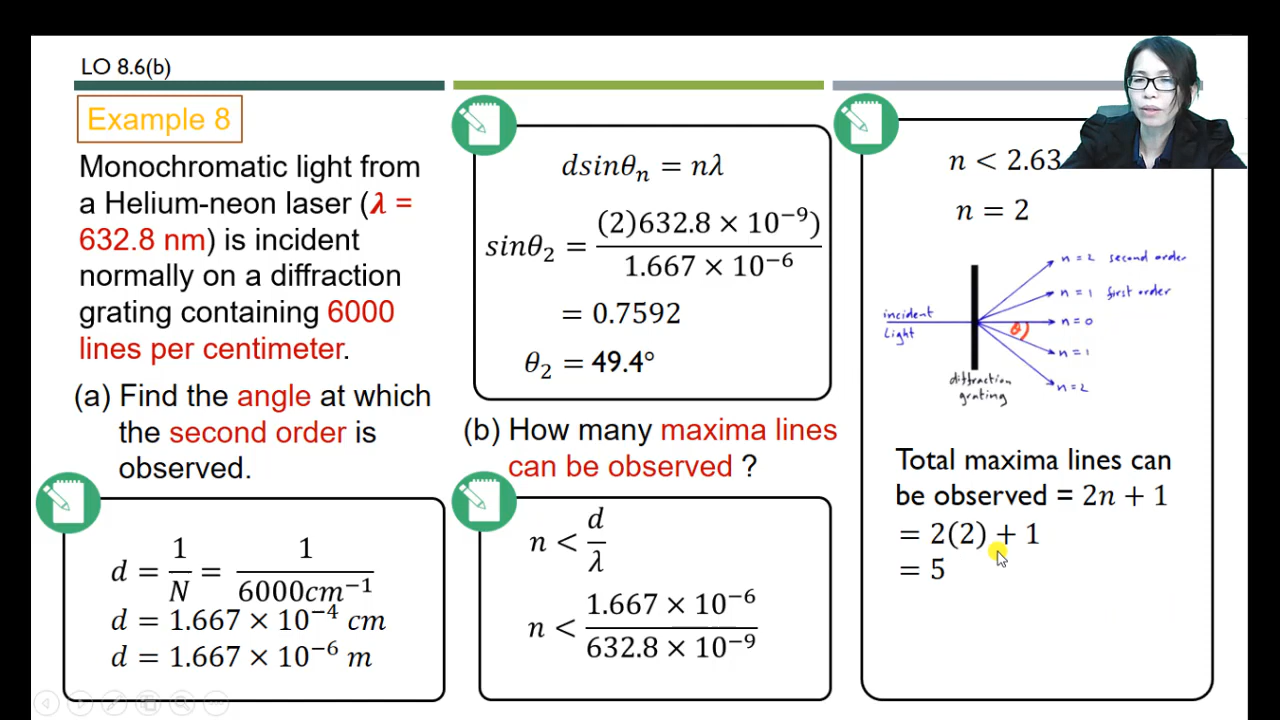 LO 8.6(b)
Example 8
Monochromatic light from
a Helium-neon laser (λ =
632.8 nm) is incident
normally on a diffraction
grating containing 6000
lines per centimeter.
(a) Find the angle at which
the second order is
observed.
d = 1/N = 1/6000cm⁻¹
d = 1.667 × 10⁻⁴ cm
d = 1.667 × 10⁻⁶ m
dsinθₙ = nλ
sinθ₂ = (2)632.8 × 10⁻⁹)/1.667 × 10⁻⁶
= 0.7592
θ₂ = 49.4°
(b) How many maxima lines
can be observed ?
n < d/λ
n < 1.667 × 10⁻⁶/632.8 × 10⁻⁹
n < 2.63
n = 2
n = 2 second order
n = 1 first order
incident
light
n = 0
θ
n = 1
n = 2
diffraction
grating
Total maxima lines can
be observed = 2n + 1
= 2(2) + 1
= 5